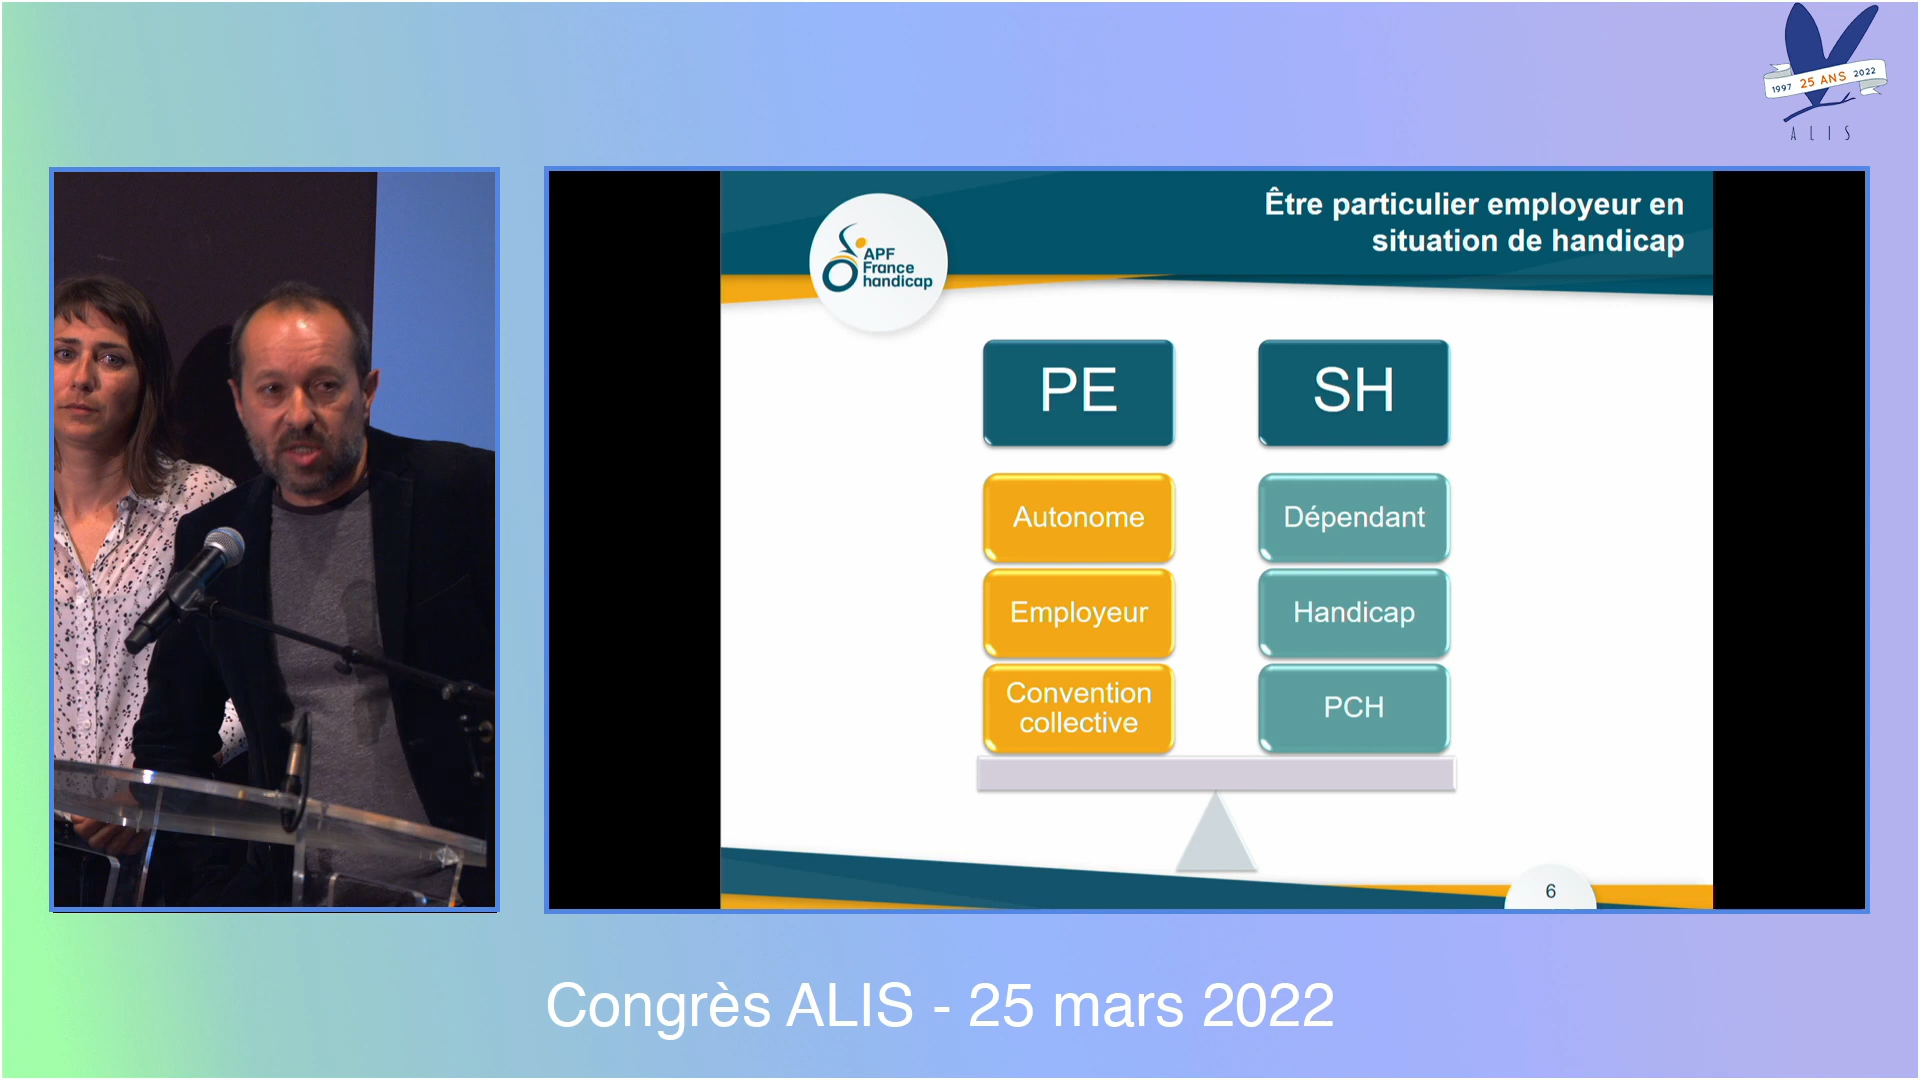 1997 25 ANS 2022
ALIS
Être particulier employeur en
situation de handicap
APF
France
handicap
PE
SH
Autonome
Dépendant
Employeur
Handicap
Convention
collective
PCH
6
Congrès ALIS - 25 mars 2022